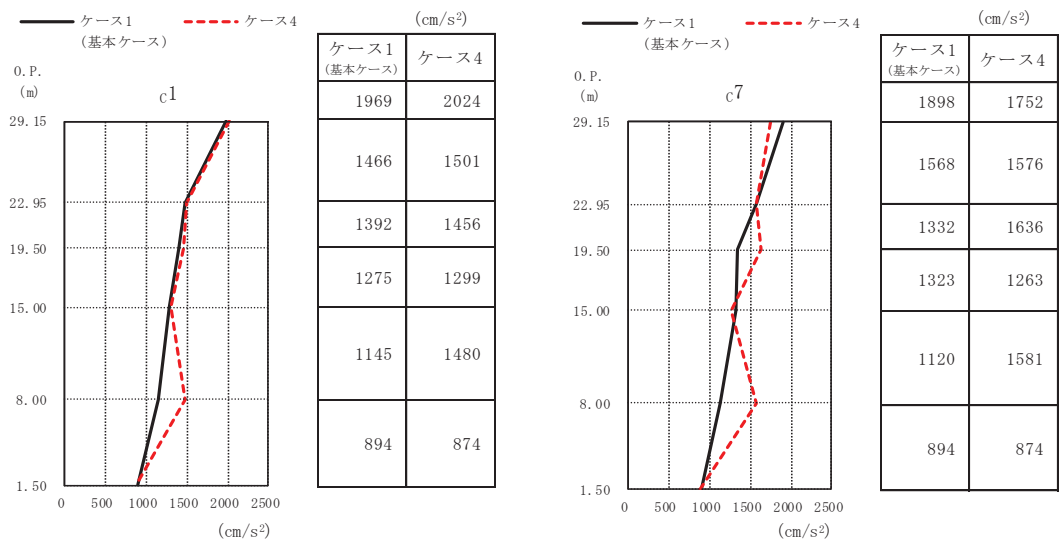 ケース1 ケース4
(基本ケース)
(cm/s²)
ケース1 ケース4
(基本ケース)
O.P.
(m)
C1
1969 2024
29.15
1466 1501
22.95
1392 1456
19.50
1275 1299
15.00
1145 1480
8.00
894 874
1.50
0 500 1000 1500 2000 2500
(cm/s²)
ケース1 ケース4
(基本ケース)
(cm/s²)
ケース1 ケース4
(基本ケース)
O.P.
(m)
C7
1898 1752
29.15
1568 1576
22.95
1332 1636
19.50
1323 1263
15.00
1120 1581
8.00
894 874
1.50
0 500 1000 1500 2000 2500
(cm/s²)